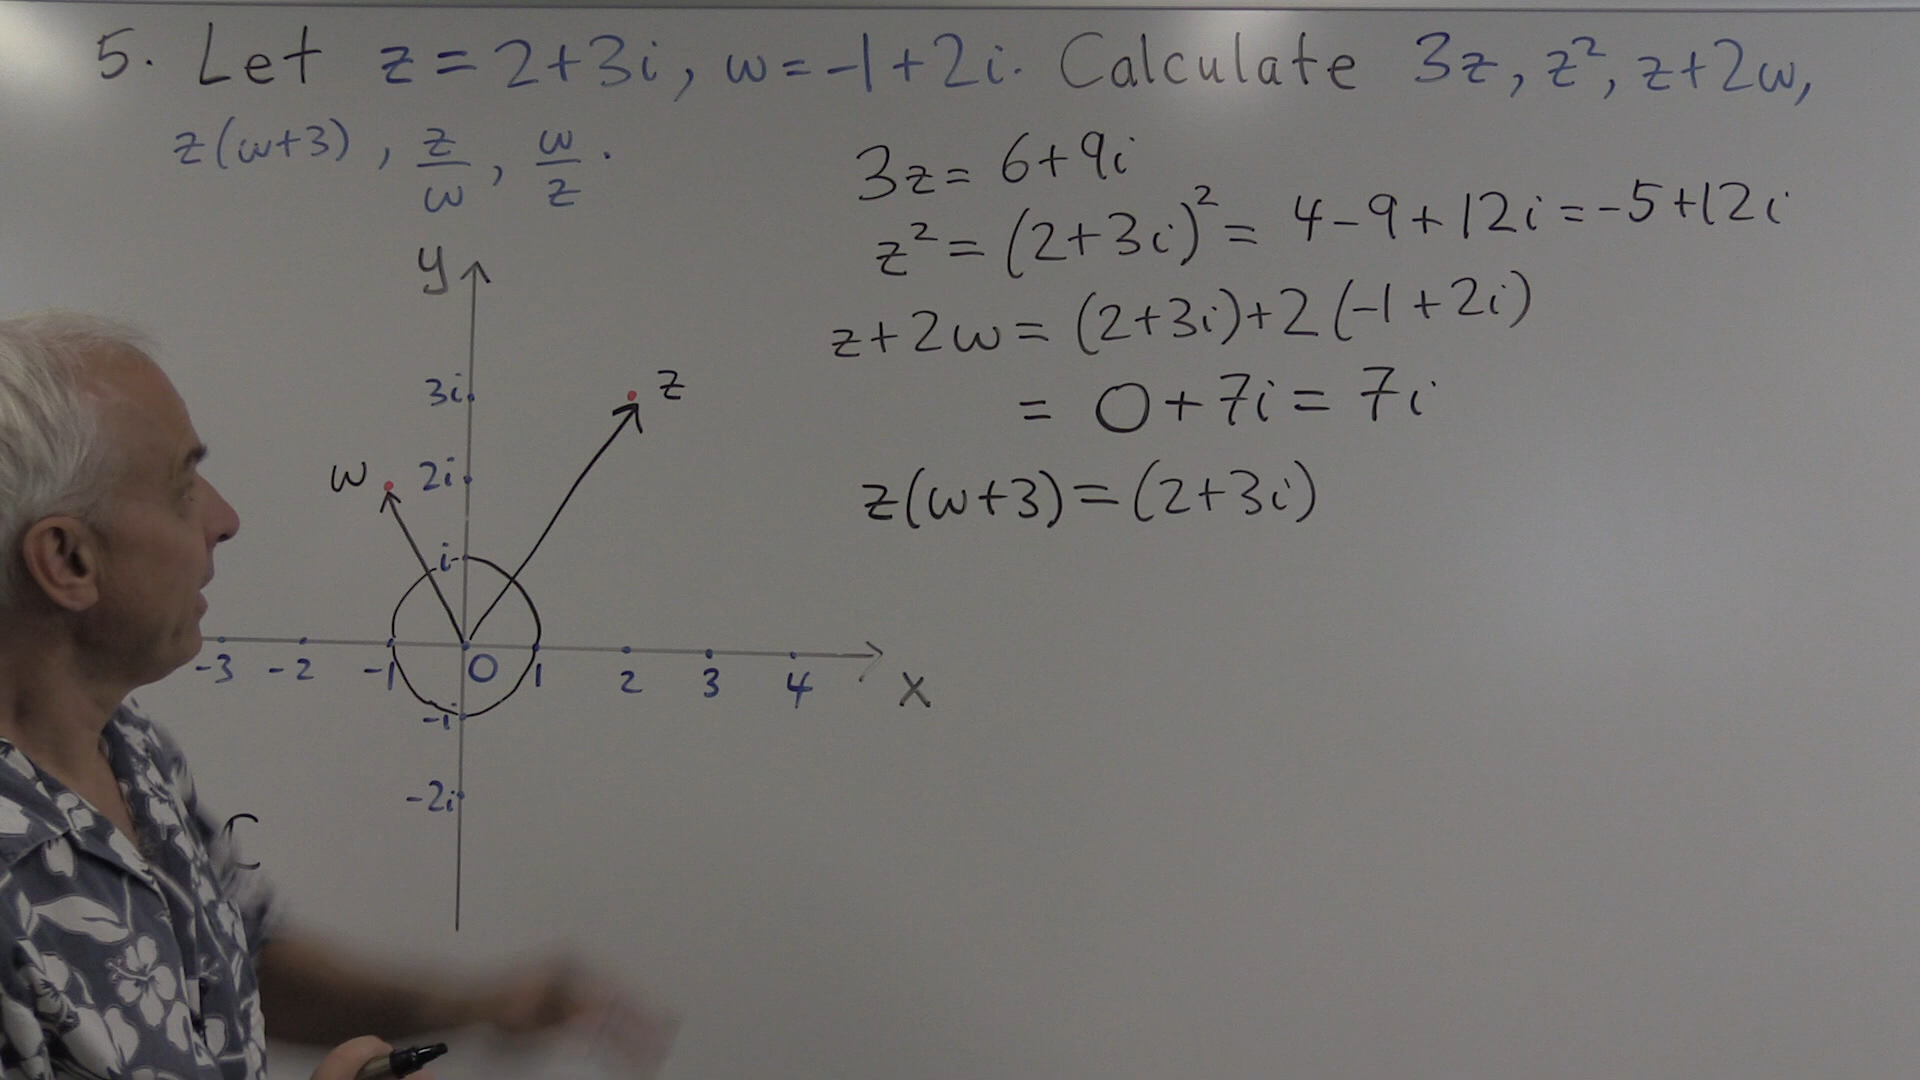 5. Let z=2+3i, w=-1+2i. Calculate 3z, z², z+2w,
z(w+3), z/w, w/z.
3z= 6+9i
z²=(2+3i)²= 4-9+12i=-5+12i
z+2w=(2+3i)+2(-1+2i)
= 0+7i= 7i
z(w+3)=(2+3i)
y
3i
z
w
2i
i
-3 -2 -1 0 1 2 3 4 x
-i
-2i